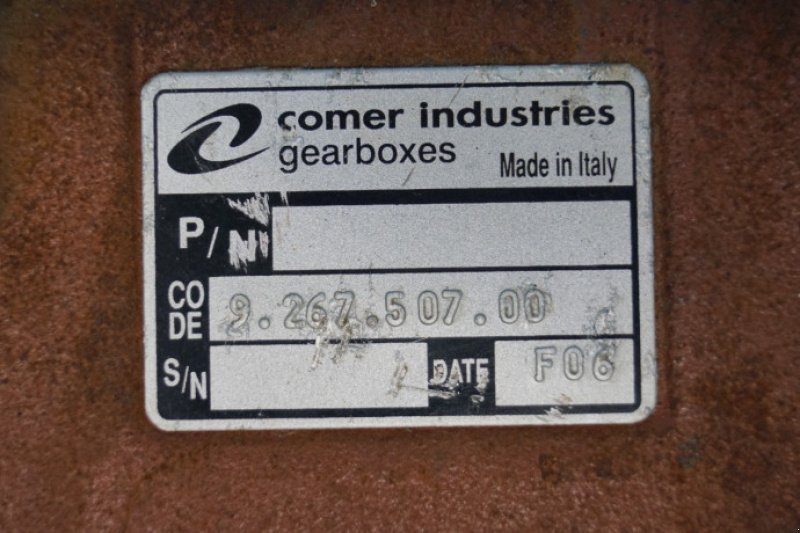 comer industries
gearboxes
Made in Italy
P/N
CODE 9.267.507.00
S/N
DATE F06